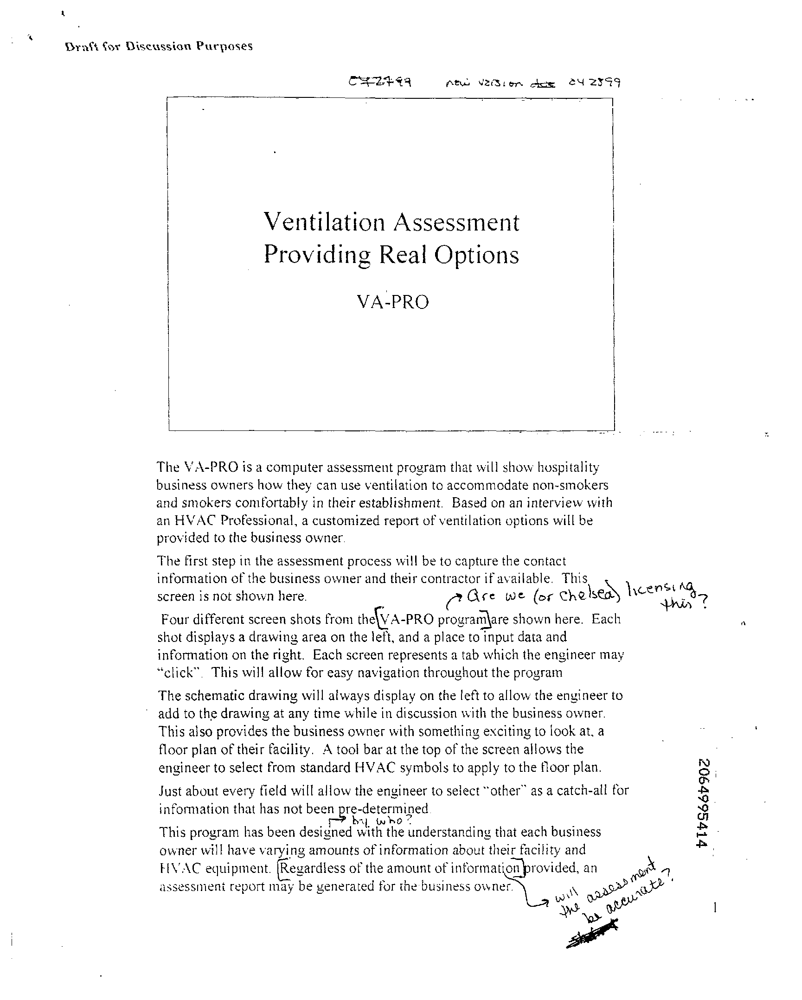 Draft for Discussion Purposes
new version 042899
Ventilation Assessment
Providing Real Options
VA-PRO
The VA-PRO is a computer assessment program that will show hospitality
business owners how they can use ventilation to accommodate non-smokers
and smokers comfortably in their establishment. Based on an interview with
an HVAC Professional, a customized report of ventilation options will be
provided to the business owner.
The first step in the assessment process will be to capture the contact
information of the business owner and their contractor if available. This
screen is not shown here.
Are we (or Chelsea) licensing
this?
Four different screen shots from the VA-PRO program are shown here. Each
shot displays a drawing area on the left, and a place to input data and
information on the right. Each screen represents a tab which the engineer may
"click". This will allow for easy navigation throughout the program
The schematic drawing will always display on the left to allow the engineer to
add to the drawing at any time while in discussion with the business owner.
This also provides the business owner with something exciting to look at, a
floor plan of their facility. A tool bar at the top of the screen allows the
engineer to select from standard HVAC symbols to apply to the floor plan.
Just about every field will allow the engineer to select "other" as a catch-all for
information that has not been pre-determined
by who?
This program has been designed with the understanding that each business
owner will have varying amounts of information about their facility and
HVAC equipment. Regardless of the amount of information provided, an
assessment report may be generated for the business owner.
will
the assessment
be accurate?
2064995414
1